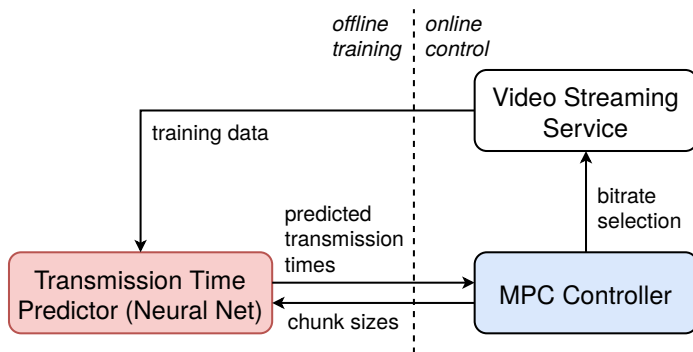 offline
training
online
control
Video Streaming
Service
training data
bitrate
selection
predicted
transmission
times
Transmission Time
Predictor (Neural Net)
MPC Controller
chunk sizes